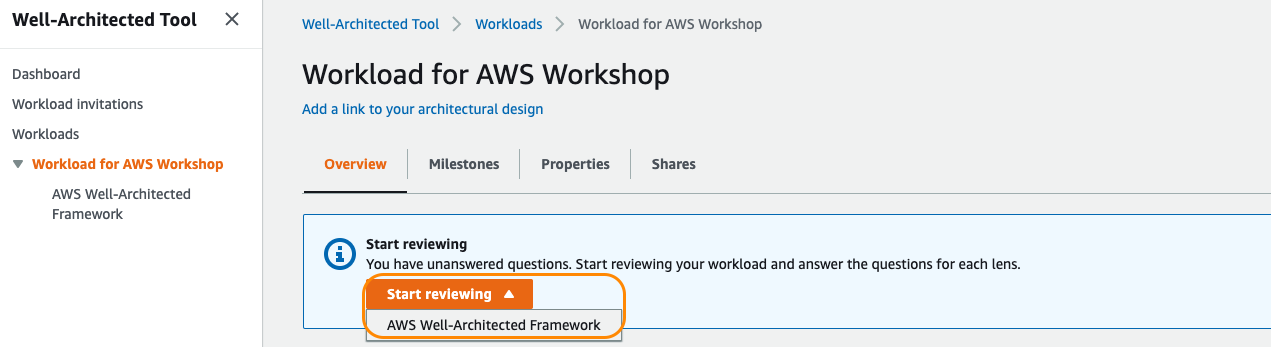 Well-Architected Tool
Dashboard
Workload invitations
Workloads
Workload for AWS Workshop
AWS Well-Architected
Framework
Well-Architected Tool
Workloads
Workload for AWS Workshop
Workload for AWS Workshop
Add a link to your architectural design
Overview
Milestones
Properties
Shares
Start reviewing
You have unanswered questions. Start reviewing your workload and answer the questions for each lens.
Start reviewing
AWS Well-Architected Framework